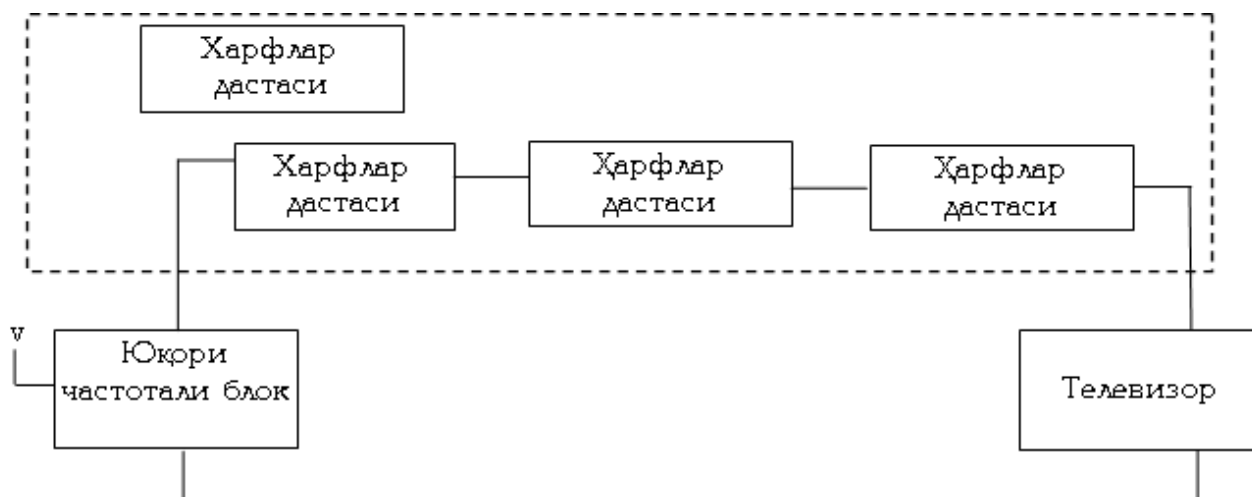 Харфлар
дастаси
Харфлар
дастаси
Ҳарфлар
дастаси
Ҳарфлар
дастаси
v
Юқори
частотали блок
Телевизор